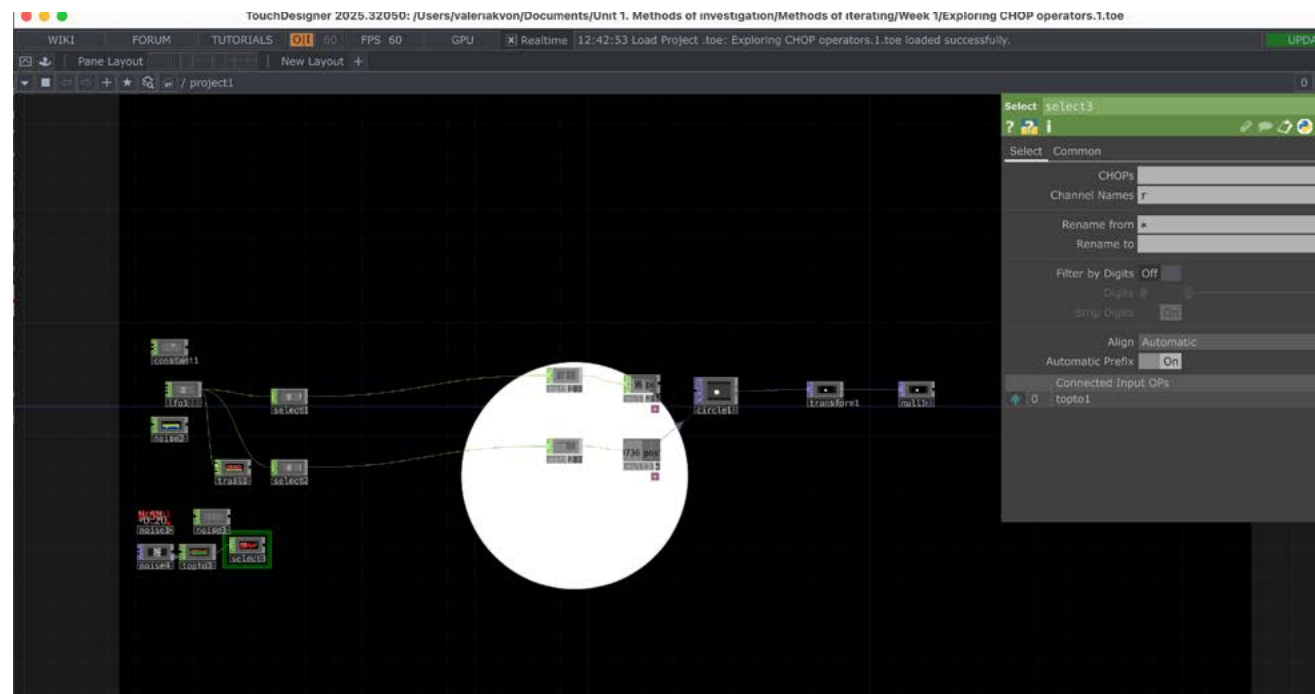 TouchDesigner 2025.32050: /Users/valeriakvon/Documents/Unit 1. Methods of investigation/Methods of iterating/Week 1/Exploring CHOP operators.1.toe
WIKI FORUM TUTORIALS O|I 60 FPS 60 GPU Realtime 12:42:53 Load Project .toe: Exploring CHOP operators.1.toe loaded successfully. UPDA
Pane Layout New Layout +
/ project1 0
Select select3
Select Common
CHOPs
Channel Names r
Rename from *
Rename to
Filter by Digits Off
Digits 0
Strip Digits On
Align Automatic
Automatic Prefix On
Connected Input OPs
0 topto1
constant1
select1
circle1
transform1
null1
noise2
trail1
select2
noise3
noise4
topto1
select3